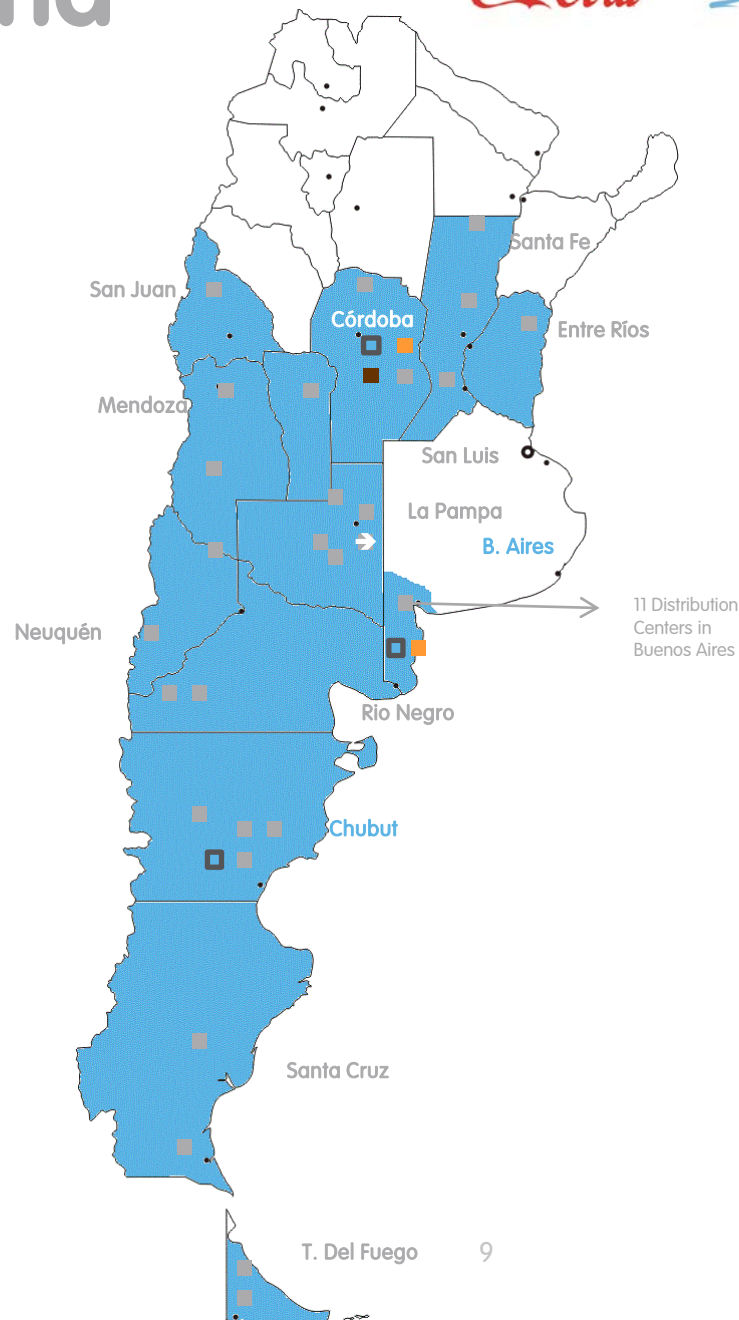 Santa Fe
San Juan
Córdoba
Entre Ríos
Mendoza
San Luis
La Pampa
B. Aires
11 Distribution
Centers in
Buenos Aires
Neuquén
Rio Negro
Chubut
Santa Cruz
T. Del Fuego
9